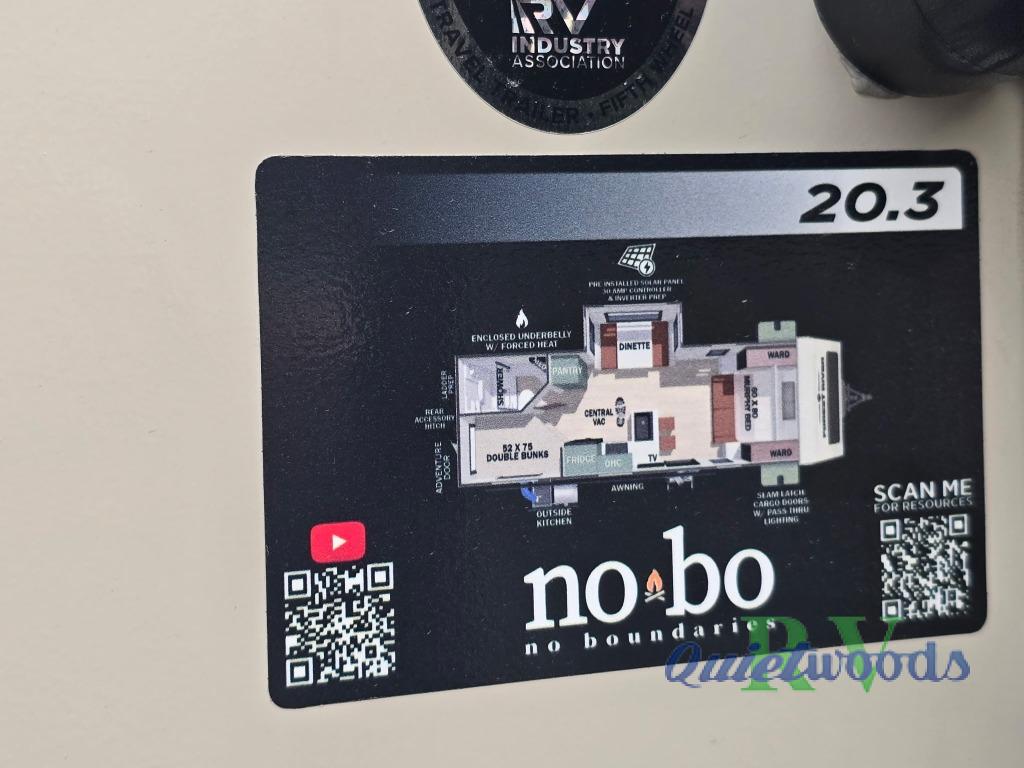 RV
INDUSTRY
ASSOCIATION
TRAVEL TRAILER • FIFTH WHEEL
20.3
PRE INSTALLED SOLAR PANEL
30 AMP CONTROLLER
& INVERTER PREP
ENCLOSED UNDERBELLY
W/ FORCED HEAT
DINETTE
WARD
PANTRY
SHOWER
LADDER
PREP
REAR
ACCESSORY
HITCH
ADVENTURE
DOOR
CENTRAL
VAC
60 X 80
MURPHY BED
52 X 75
DOUBLE BUNKS
FRIDGE
OHC
TV
WARD
AWNING
OUTSIDE
KITCHEN
SLAM LATCH
CARGO DOORS
W/ PASS THRU
LIGHTING
SCAN ME
FOR RESOURCES
no bo
no boundaries
Quietwoods
RV